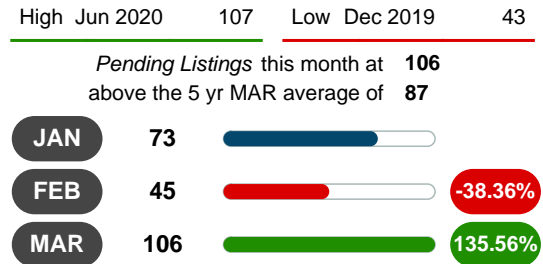 High Jun 2020 107 Low Dec 2019 43
Pending Listings this month at 106
above the 5 yr MAR average of 87
JAN 73
FEB 45 -38.36%
MAR 106 135.56%